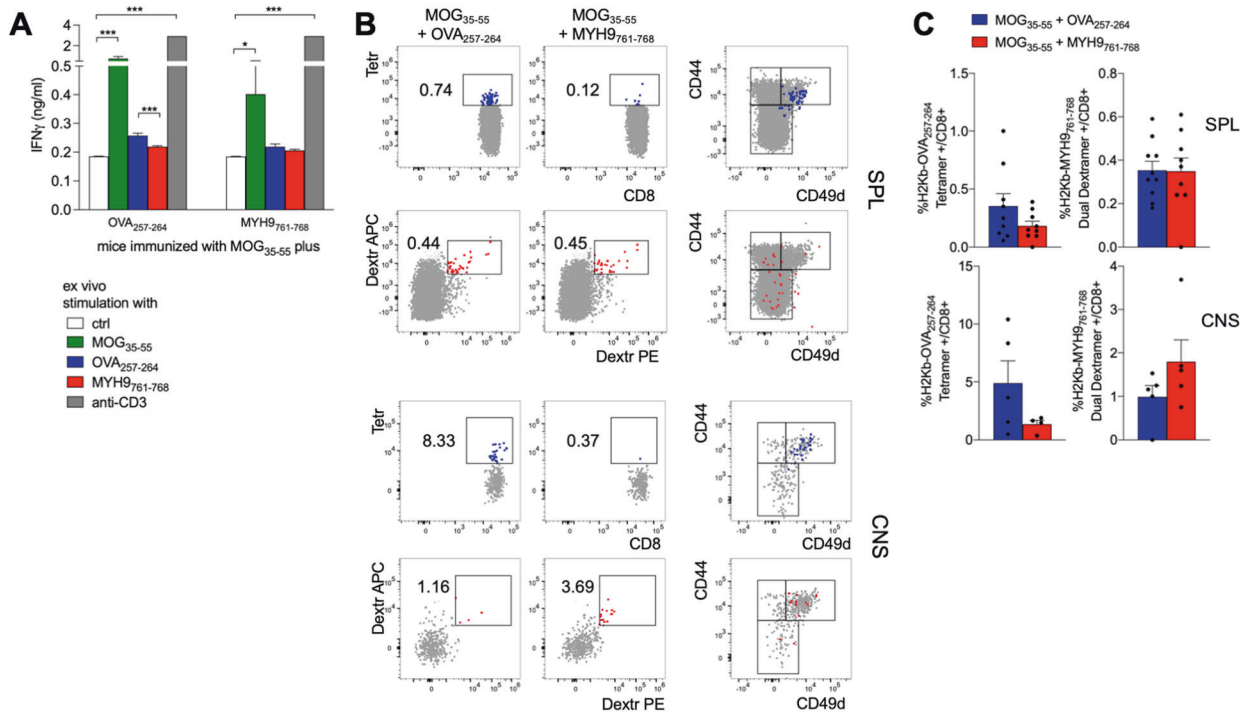 A
***
***
***
***
*
4
3
2
1
0.5
0.4
0.3
0.2
0.1
0.0
IFNγ (ng/ml)
OVA257-264
MYH9761-768
mice immunized with MOG35-55 plus
ex vivo
stimulation with
ctrl
MOG35-55
OVA257-264
MYH9761-768
anti-CD3
B
MOG35-55
+ OVA257-264
MOG35-55
+ MYH9761-768
Tetr
0.74
0.12
CD8
CD44
CD49d
SPL
Dextr APC
0.44
0.45
Dextr PE
CD44
CD49d
Tetr
8.33
0.37
CD8
CD44
CD49d
CNS
Dextr APC
1.16
3.69
Dextr PE
CD44
CD49d
C
MOG35-55 + OVA257-264
MOG35-55 + MYH9761-768
%H2Kb-OVA257-264
Tetramer +/CD8+
1.5
1.0
0.5
0.0
%H2Kb-MYH9761-768
Dual Dextramer +/CD8+
0.8
0.6
0.4
0.2
0.0
SPL
%H2Kb-OVA257-264
Tetramer +/CD8+
15
10
5
0
%H2Kb-MYH9761-768
Dual Dextramer +/CD8+
4
3
2
1
0
CNS